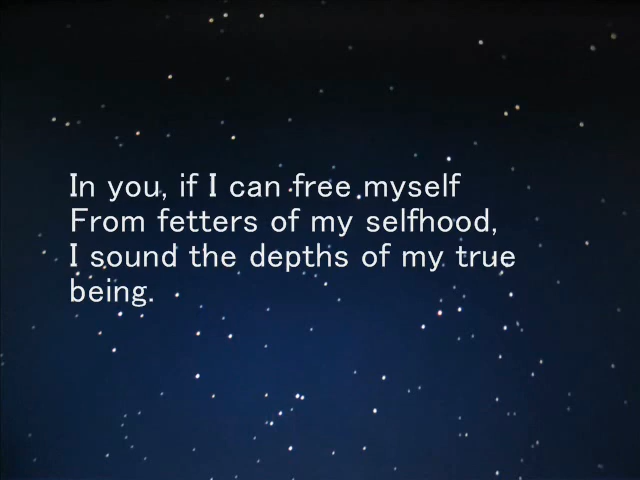 In you, if I can free myself
From fetters of my selfhood,
I sound the depths of my true
being.